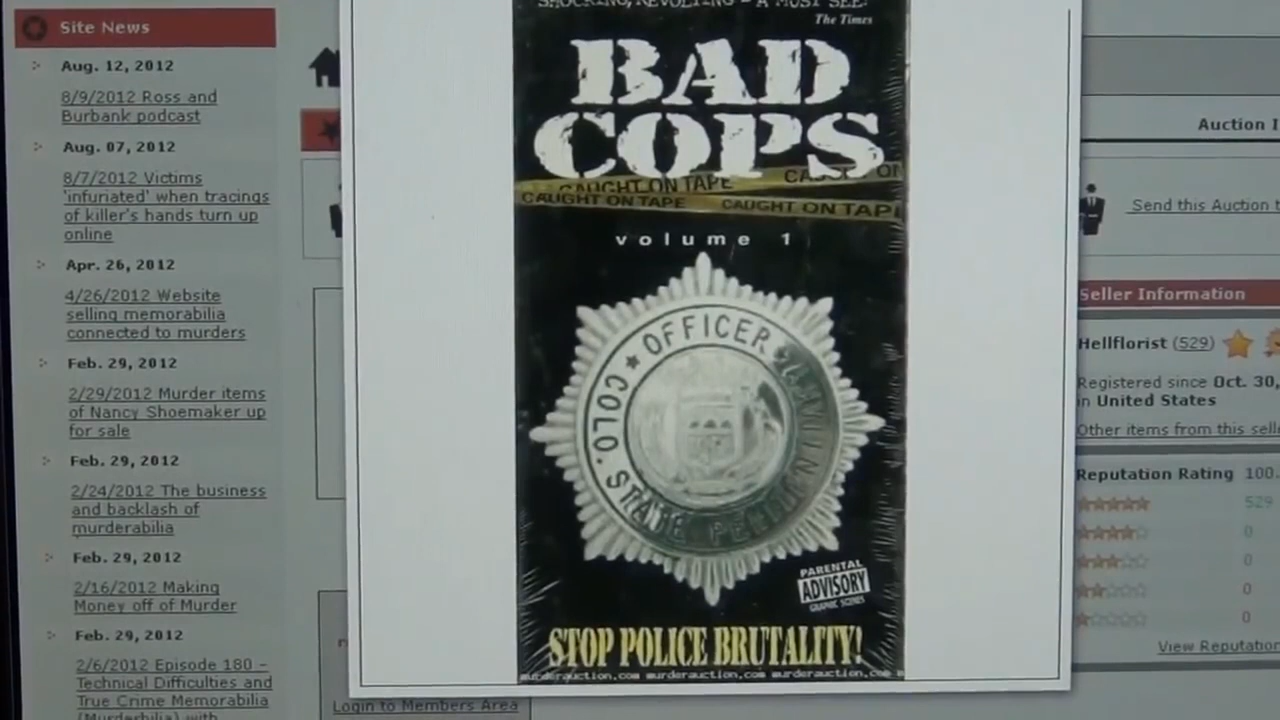 Site News
Aug. 12, 2012
8/9/2012 Ross and
Burbank podcast
Aug. 07, 2012
8/7/2012 Victims
'infuriated' when tracings
of killer's hands turn up
online
Apr. 26, 2012
4/26/2012 Website
selling memorabilia
connected to murders
Feb. 29, 2012
2/29/2012 Murder items
of Nancy Shoemaker up
for sale
Feb. 29, 2012
2/24/2012 The business
and backlash of
murderabilia
Feb. 29, 2012
2/16/2012 Making
Money off of Murder
Feb. 29, 2012
2/6/2012 Episode 180 -
Technical Difficulties and
True Crime Memorabilia
(Murderbilia) with
SHOCKING, REVOLTING - A MUST SEE!
The Times
BAD
COPS
CAUGHT ON TAPE
CAUGHT ON TAPE CAUGHT ON TAPE
volume 1
OFFICER
COLO. STATE
PARENTAL
ADVISORY
GRAPHIC SCENES
STOP POLICE BRUTALITY!
murderauction.com murderauction.com murderauction.com
Login to Members Area
Auction I
Send this Auction t
Seller Information
Hellflorist (529)
Registered since Oct. 30,
in United States
Other items from this sell
Reputation Rating 100.
529
0
0
0
0
View Reputation